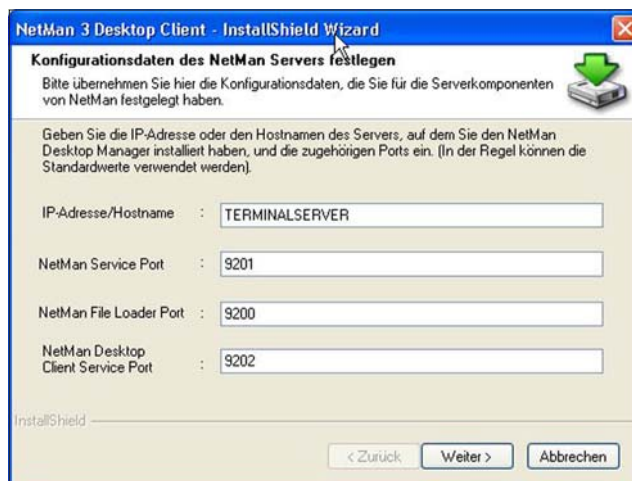 NetMan 3 Desktop Client - InstallShield Wizard
Konfigurationsdaten des NetMan Servers festlegen
Bitte übernehmen Sie hier die Konfigurationsdaten, die Sie für die Serverkomponenten
von NetMan festgelegt haben.
Geben Sie die IP-Adresse oder den Hostnamen des Servers, auf dem Sie den NetMan
Desktop Manager installiert haben, und die zugehörigen Ports ein. (In der Regel können die
Standardwerte verwendet werden).
IP-Adresse/Hostname : TERMINALSERVER
NetMan Service Port : 9201
NetMan File Loader Port : 9200
NetMan Desktop
Client Service Port : 9202
InstallShield
< Zurück Weiter > Abbrechen